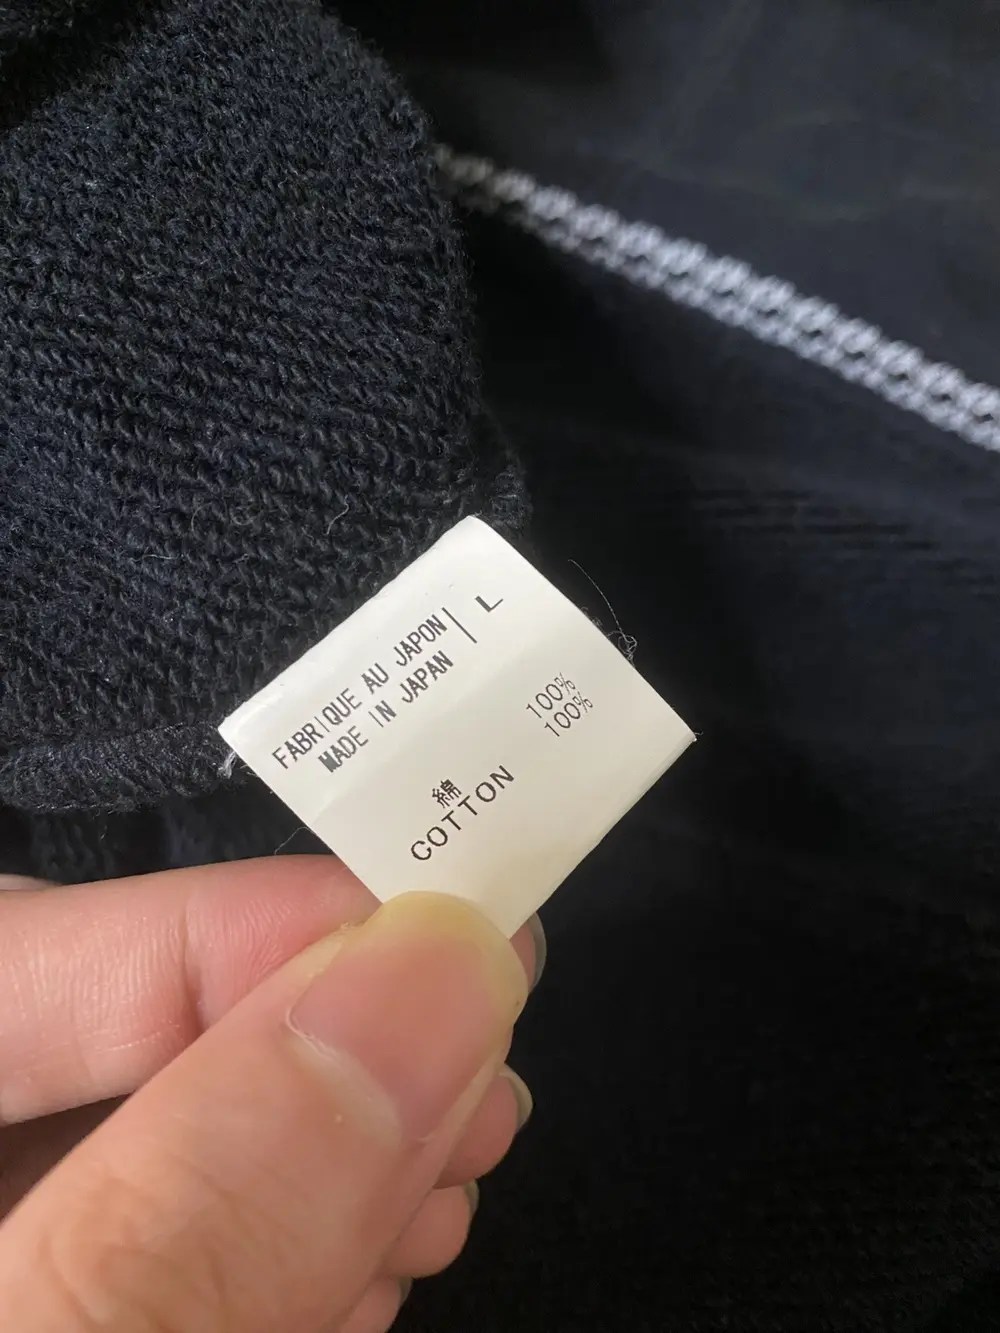 FABRIQUE AU JAPON
MADE IN JAPAN
L
綿 100%
COTTON 100%